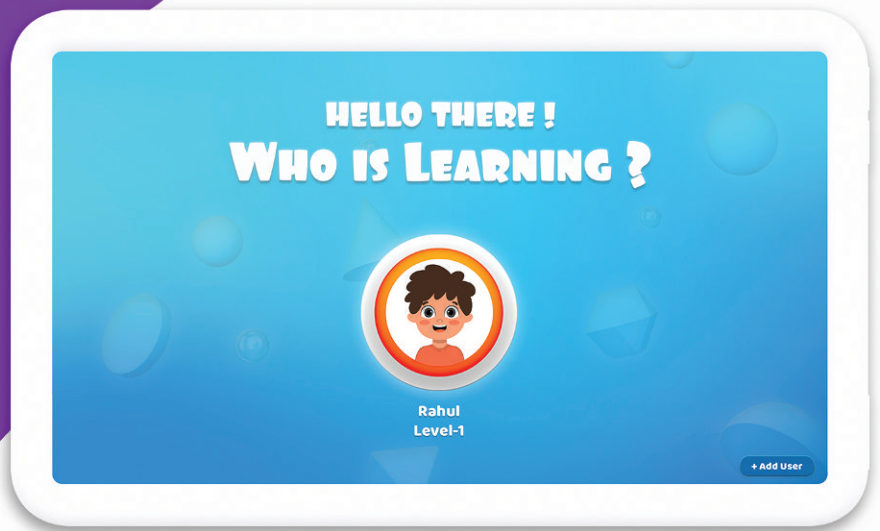 HELLO THERE !
WHO IS LEARNING ?
Rahul
Level-1
+ Add User